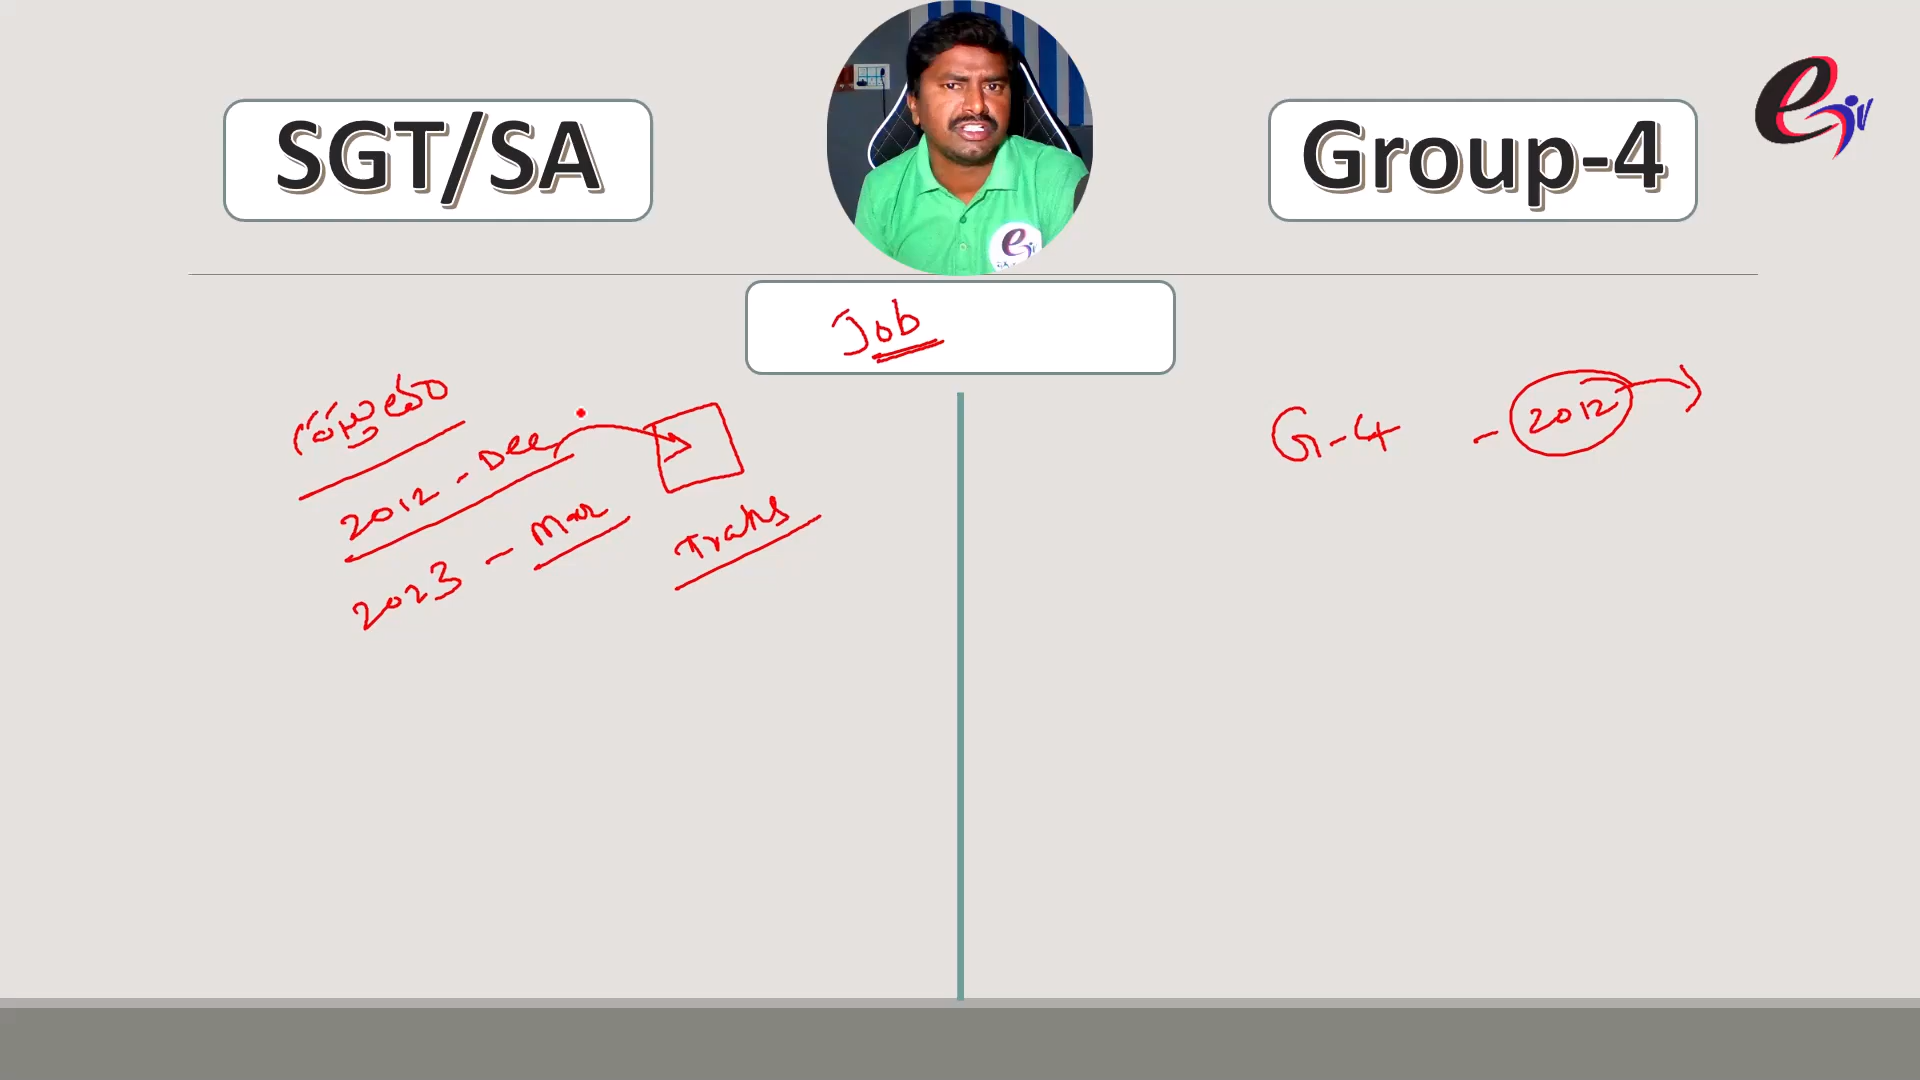 SGT/SA
Group-4
Job
2012 - Dec
2023 - Mar
Trans
G-4 - 2012